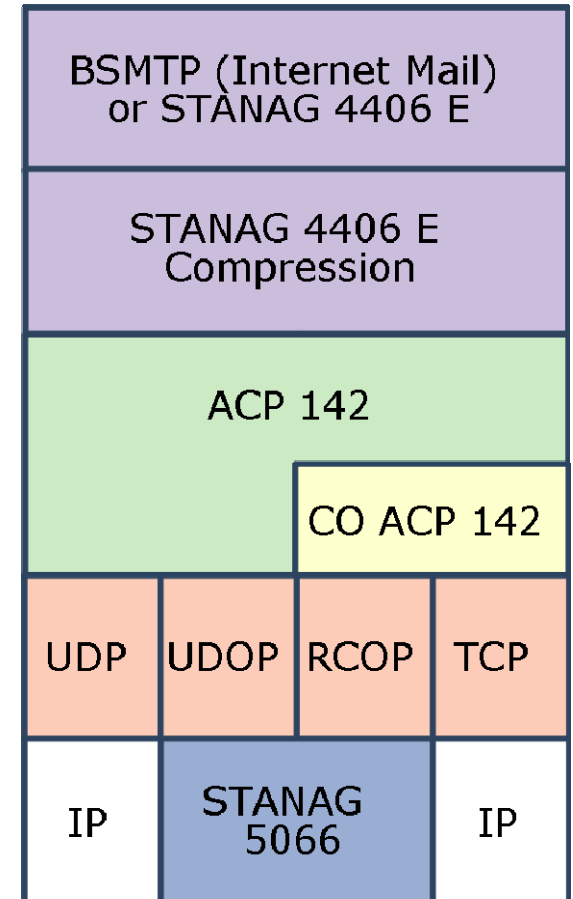 BSMTP (Internet Mail)
or STANAG 4406 E
STANAG 4406 E
Compression
ACP 142
CO ACP 142
UDP
UDOP
RCOP
TCP
IP
STANAG
5066
IP